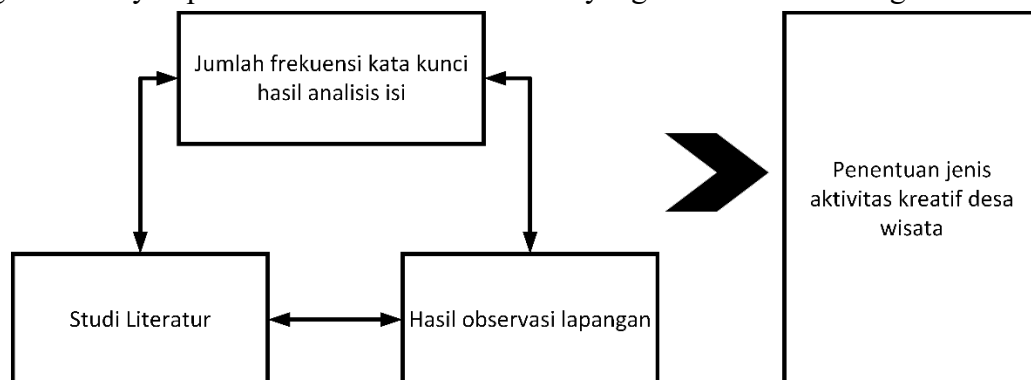 Jumlah frekuensi kata kunci
hasil analisis isi
Studi Literatur
Hasil observasi lapangan
Penentuan jenis
aktivitas kreatif desa
wisata